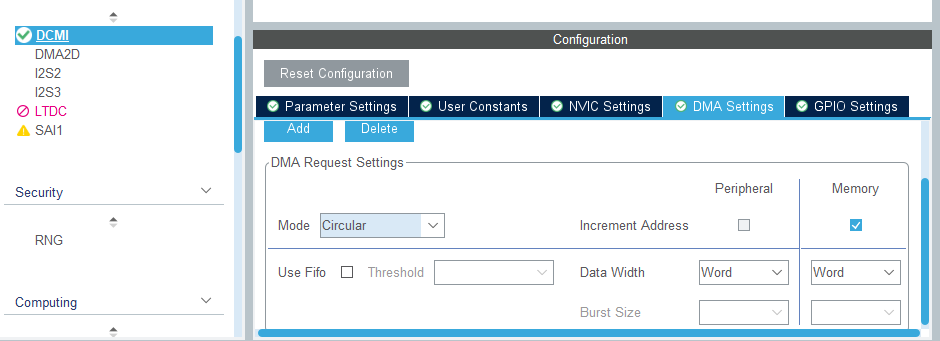 DCMI
DMA2D
I2S2
I2S3
LTDC
SAI1
Security
RNG
Computing
Configuration
Reset Configuration
Parameter Settings User Constants NVIC Settings DMA Settings GPIO Settings
Add Delete
DMA Request Settings
Peripheral Memory
Mode Circular Increment Address
Use Fifo Threshold Data Width Word Word
Burst Size